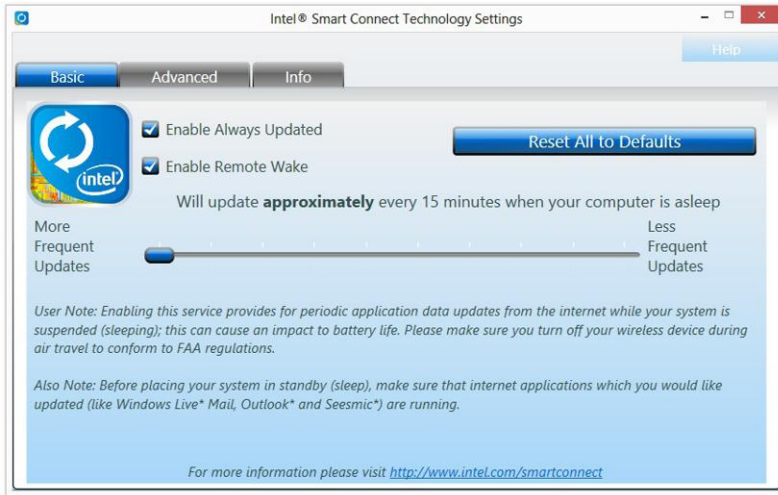 Intel® Smart Connect Technology Settings
Help
Basic Advanced Info
Enable Always Updated
Reset All to Defaults
Enable Remote Wake
(intel)
Will update approximately every 15 minutes when your computer is asleep
More
Frequent
Updates
Less
Frequent
Updates
User Note: Enabling this service provides for periodic application data updates from the internet while your system is
suspended (sleeping); this can cause an impact to battery life. Please make sure you turn off your wireless device during
air travel to conform to FAA regulations.
Also Note: Before placing your system in standby (sleep), make sure that internet applications which you would like
updated (like Windows Live* Mail, Outlook* and Seesmic*) are running.
For more information please visit http://www.intel.com/smartconnect